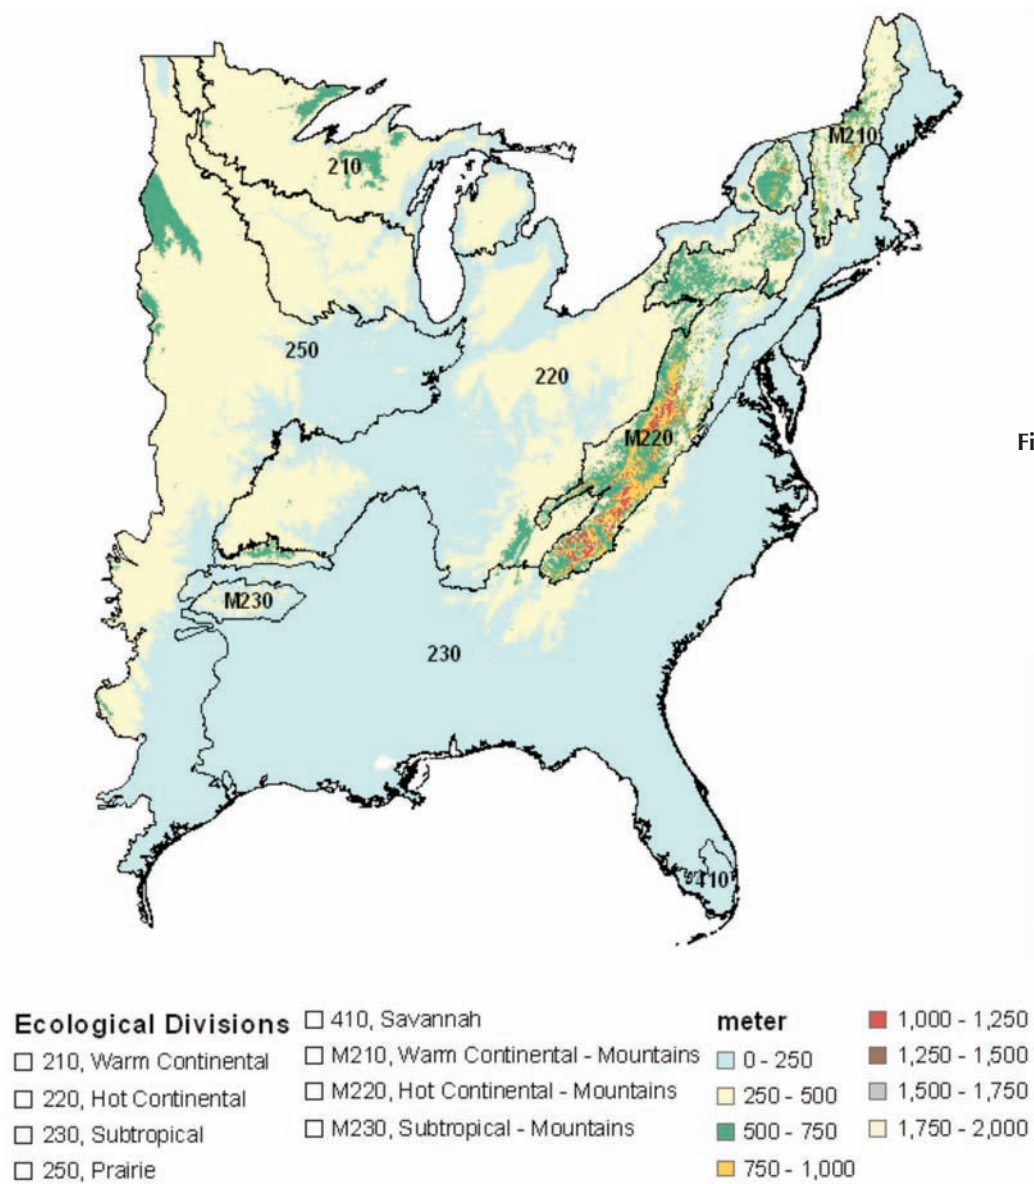 M210
210
250
220
M220
Fi
M230
230
410
Ecological Divisions
210, Warm Continental
220, Hot Continental
230, Subtropical
250, Prairie
410, Savannah
M210, Warm Continental - Mountains
M220, Hot Continental - Mountains
M230, Subtropical - Mountains
meter
0 - 250
250 - 500
500 - 750
750 - 1,000
1,000 - 1,250
1,250 - 1,500
1,500 - 1,750
1,750 - 2,000